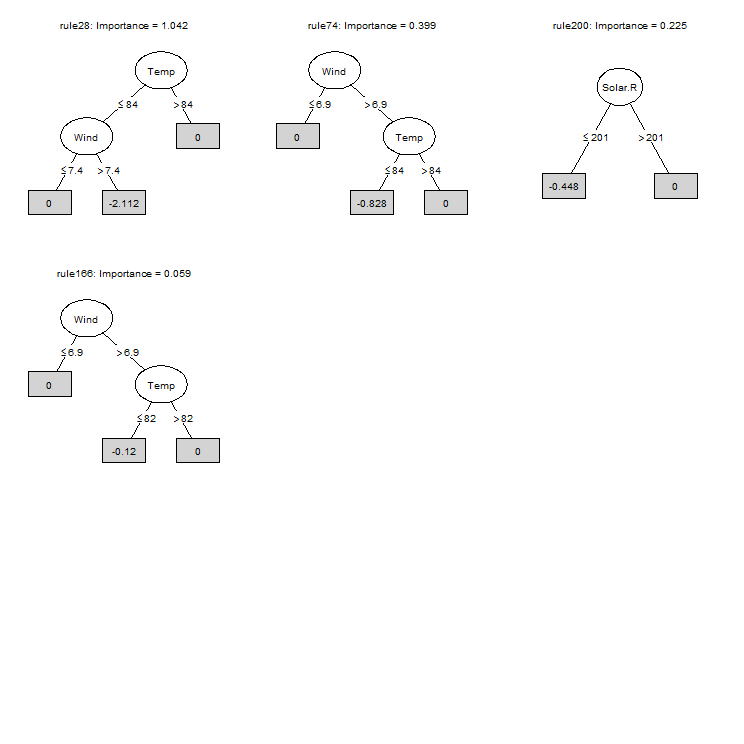 rule28: Importance = 1.042
Temp
≤84
>84
Wind
0
≤7.4
>7.4
0
-2.112
rule74: Importance = 0.399
Wind
≤6.9
>6.9
0
Temp
≤84
>84
-0.828
0
rule200: Importance = 0.225
Solar.R
≤201
>201
-0.448
0
rule166: Importance = 0.059
Wind
≤6.9
>6.9
0
Temp
≤82
>82
-0.12
0